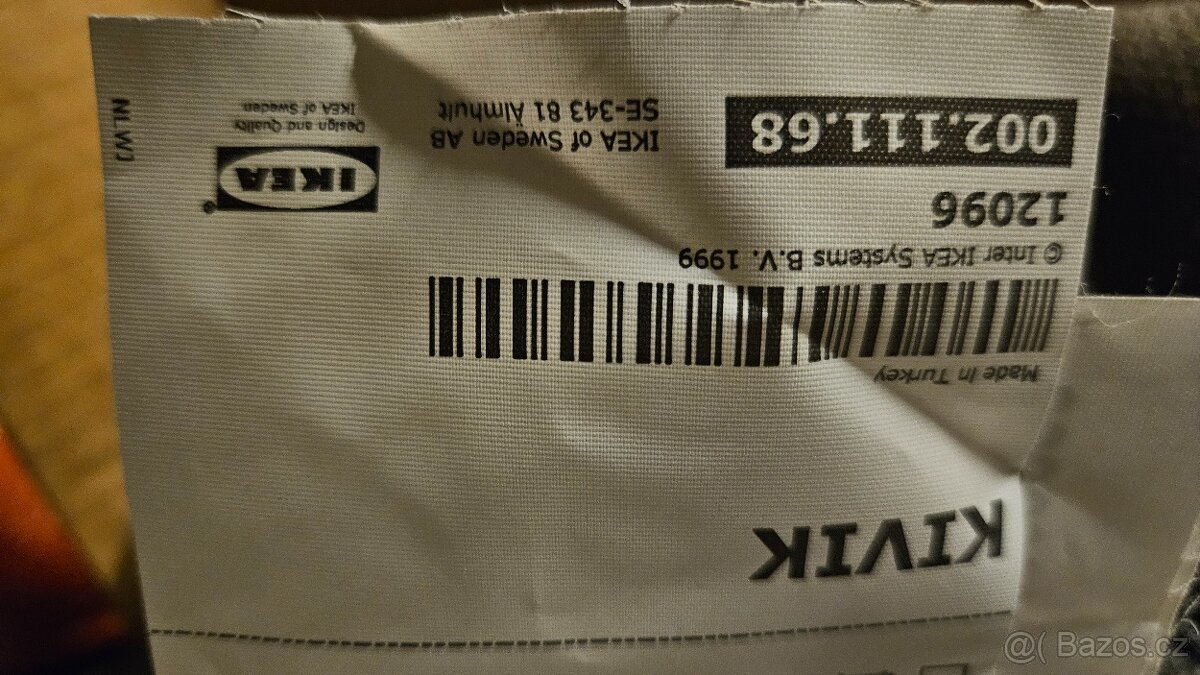 KIVIK
Made In Turkey
© Inter IKEA Systems B.V. 1999
12096
002.111.68
IKEA of Sweden AB
SE-343 81 Älmhult
IKEA®
Design and Quality
IKEA of Sweden
@( Bazos.cz